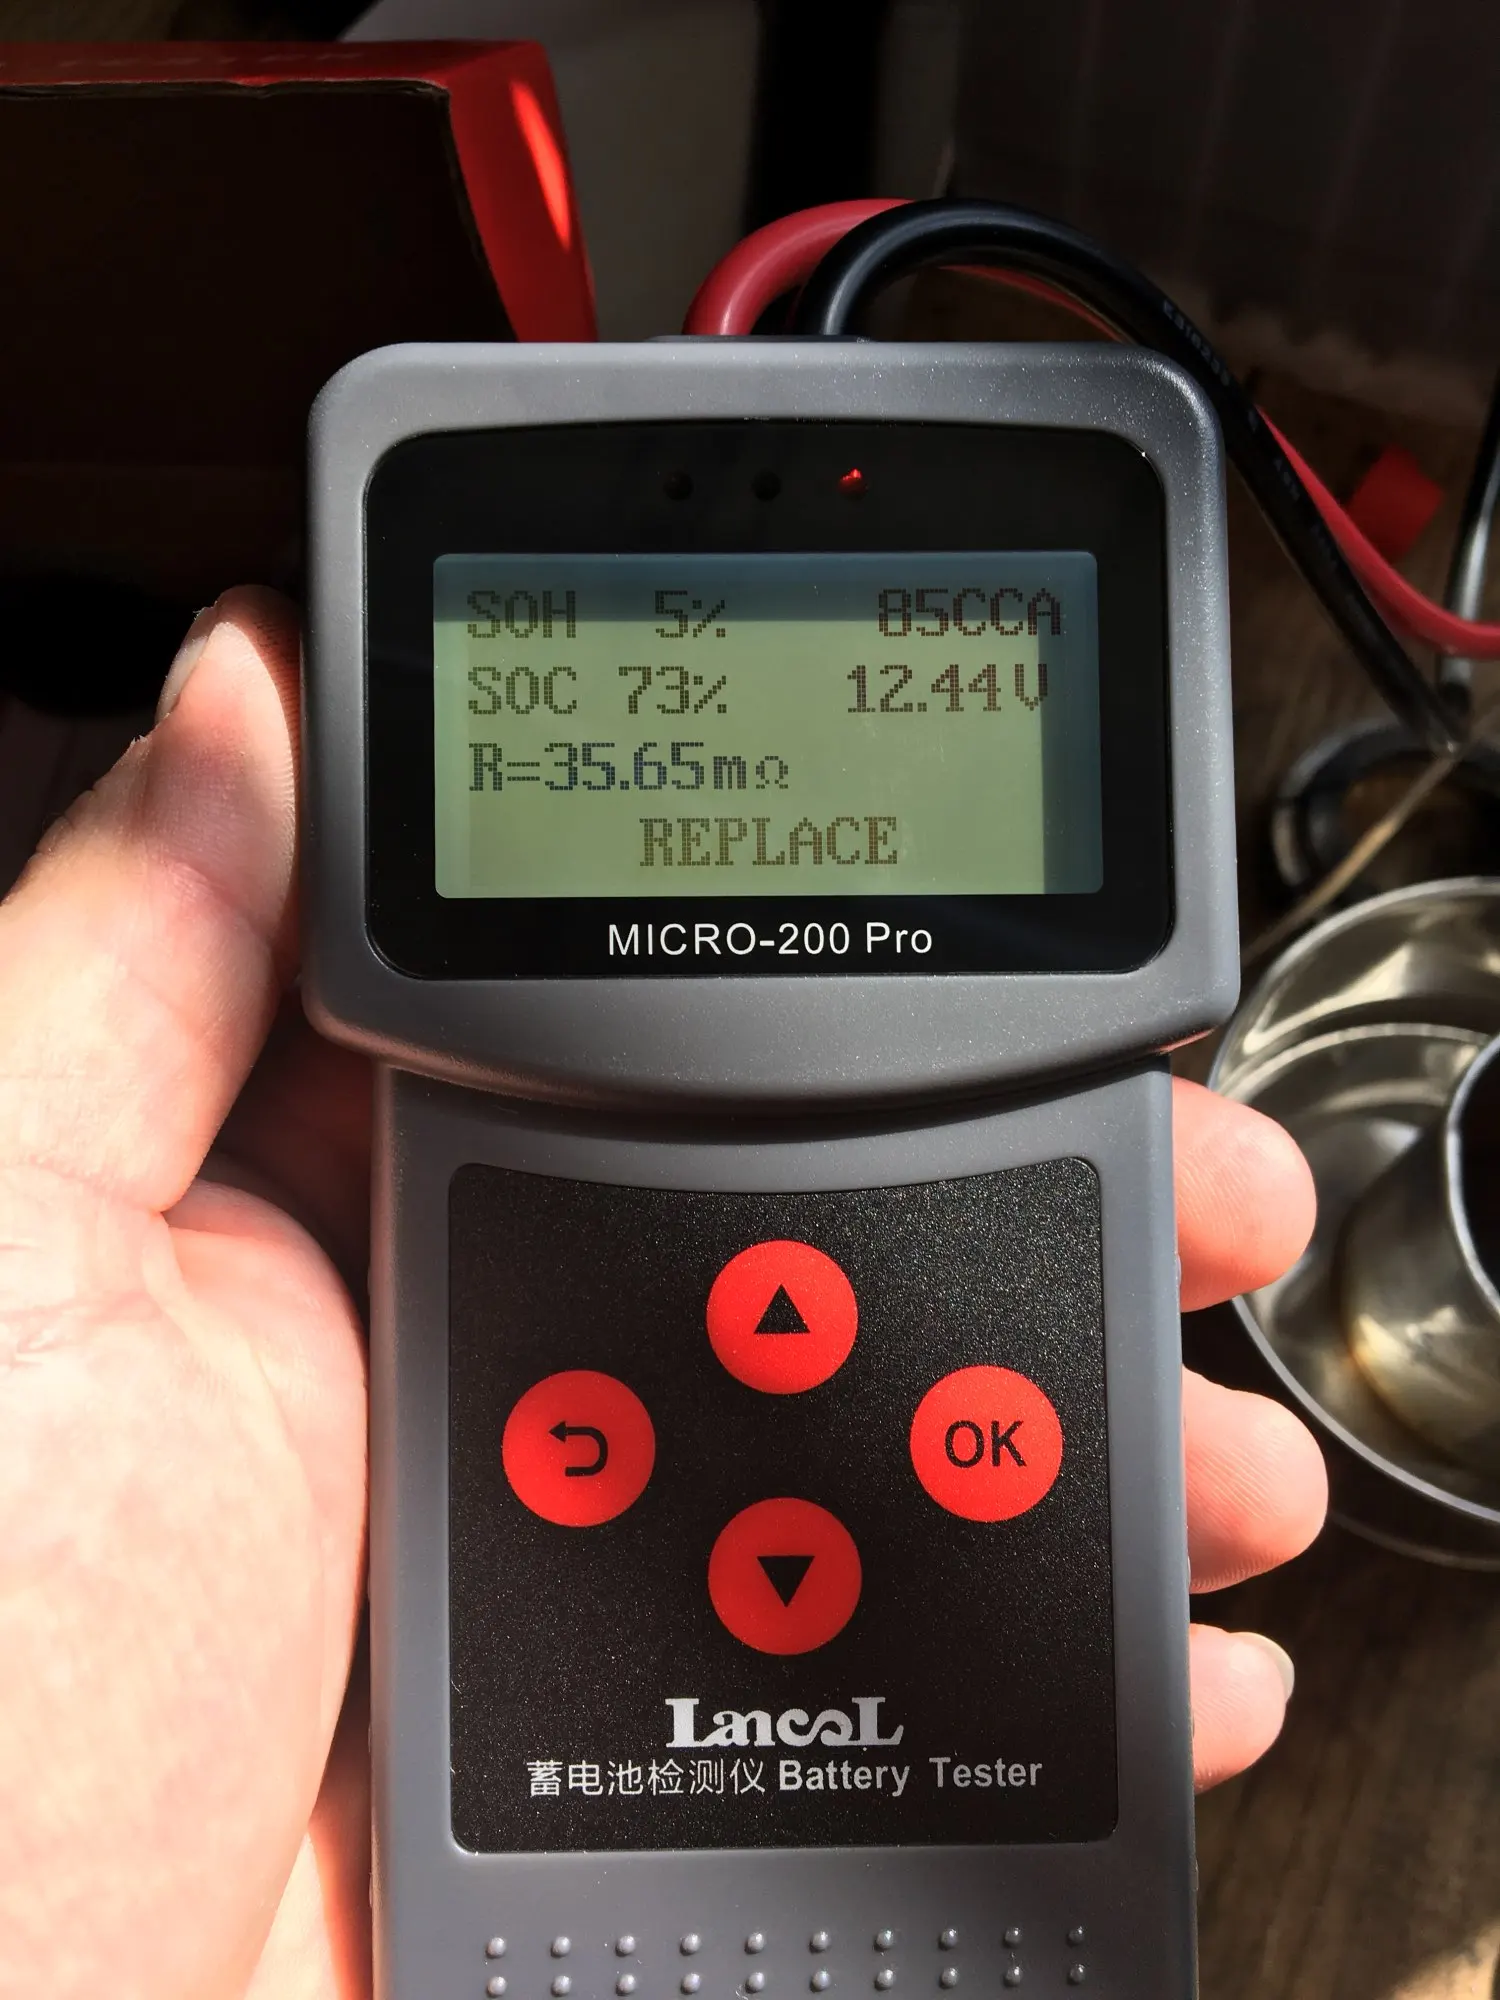 SOH 5% 85CCA
SOC 73% 12.44V
R=35.65mΩ
REPLACE
MICRO-200 Pro
OK
Lancol
蓄电池检测仪 Battery Tester